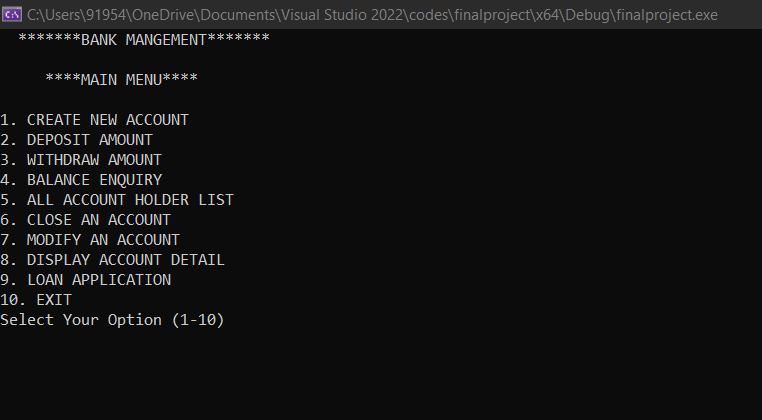 C:\Users\91954\OneDrive\Documents\Visual Studio 2022\codes\finalproject\x64\Debug\finalproject.exe
*******BANK MANGEMENT*******
****MAIN MENU****
1. CREATE NEW ACCOUNT
2. DEPOSIT AMOUNT
3. WITHDRAW AMOUNT
4. BALANCE ENQUIRY
5. ALL ACCOUNT HOLDER LIST
6. CLOSE AN ACCOUNT
7. MODIFY AN ACCOUNT
8. DISPLAY ACCOUNT DETAIL
9. LOAN APPLICATION
10. EXIT
Select Your Option (1-10)